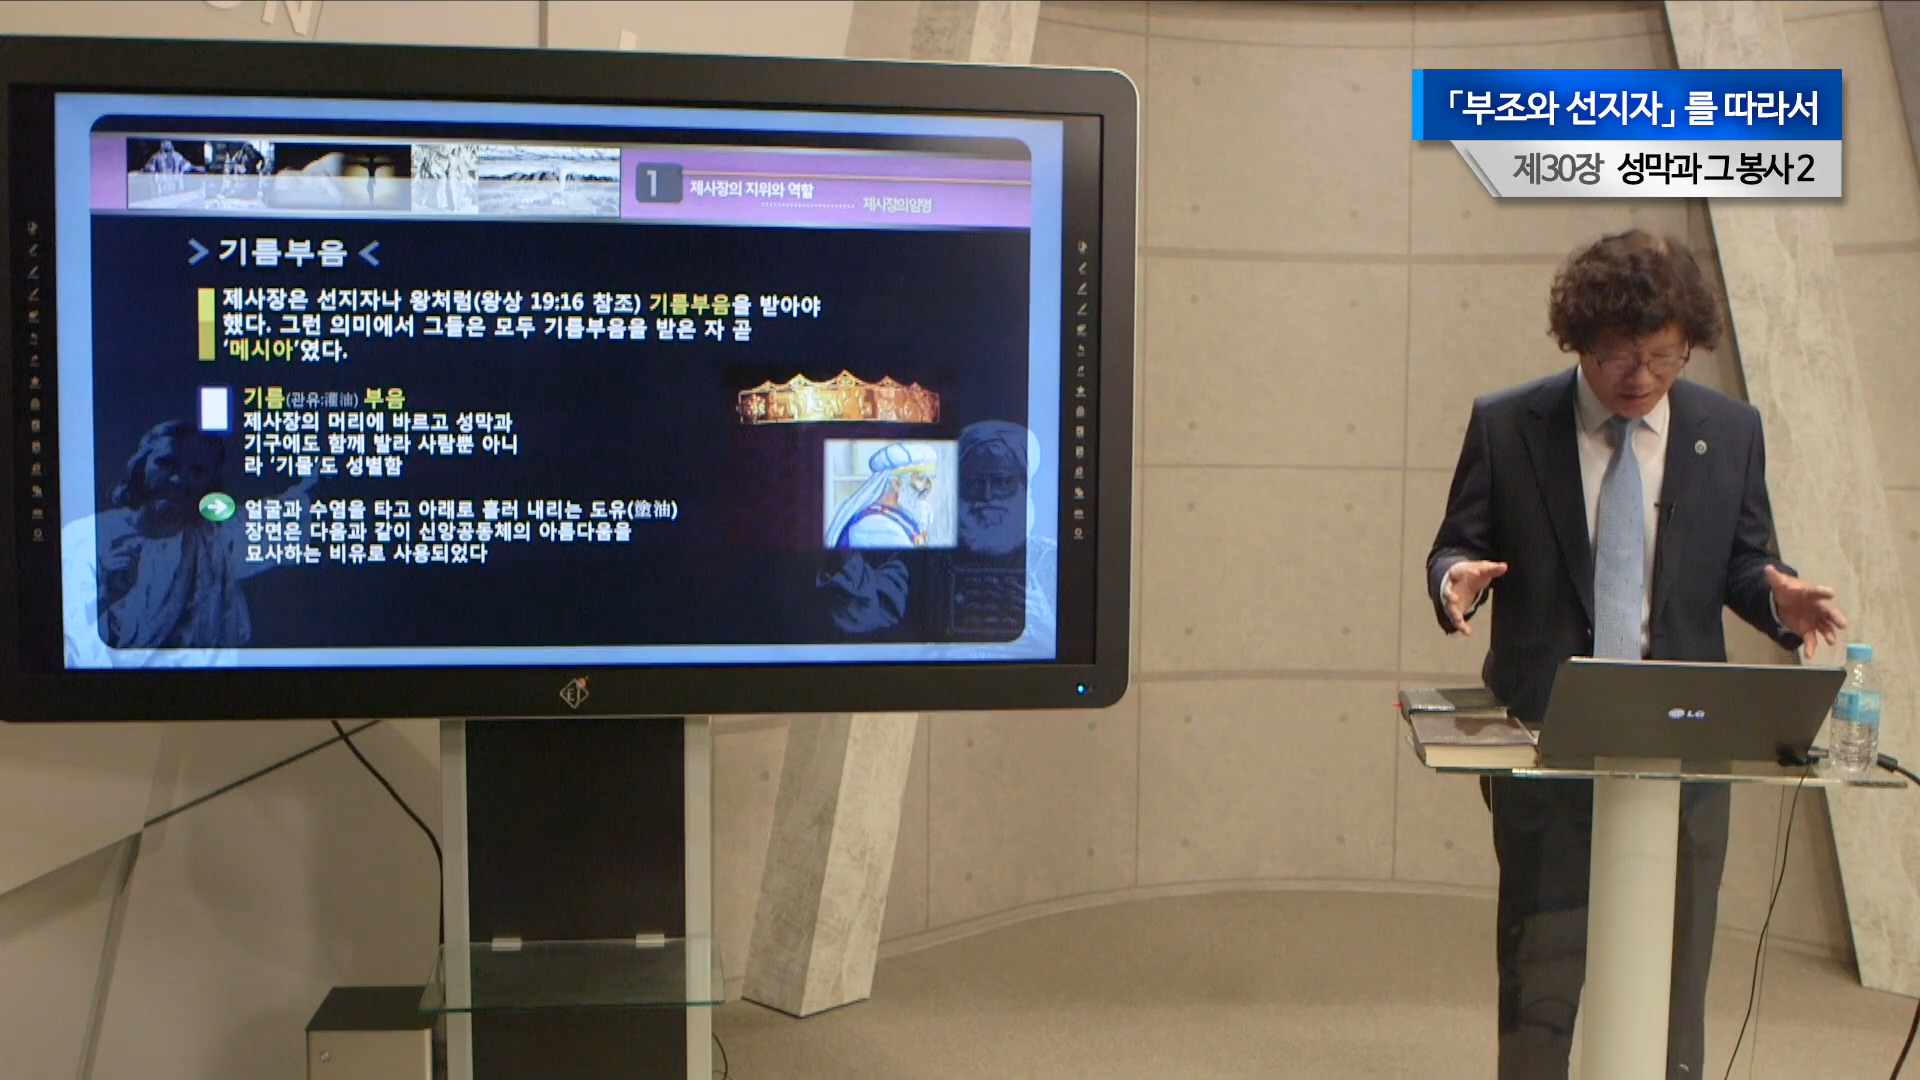 「부조와 선지자」를 따라서
제30장 성막과 그 봉사 2
1 제사장의 지위와 역할
제사장의임명
> 기름부음 <
제사장은 선지자나 왕처럼(왕상 19:16 참조) 기름부음을 받아야
했다. 그런 의미에서 그들은 모두 기름부음을 받은 자 곧
'메시아'였다.
기름(관유:灌油) 부음
제사장의 머리에 바르고 성막과
기구에도 함께 발라 사람뿐 아니
라 '기물'도 성별함
얼굴과 수염을 타고 아래로 흘러 내리는 도유(塗油)
장면은 다음과 같이 신앙공동체의 아름다움을
묘사하는 비유로 사용되었다
LG